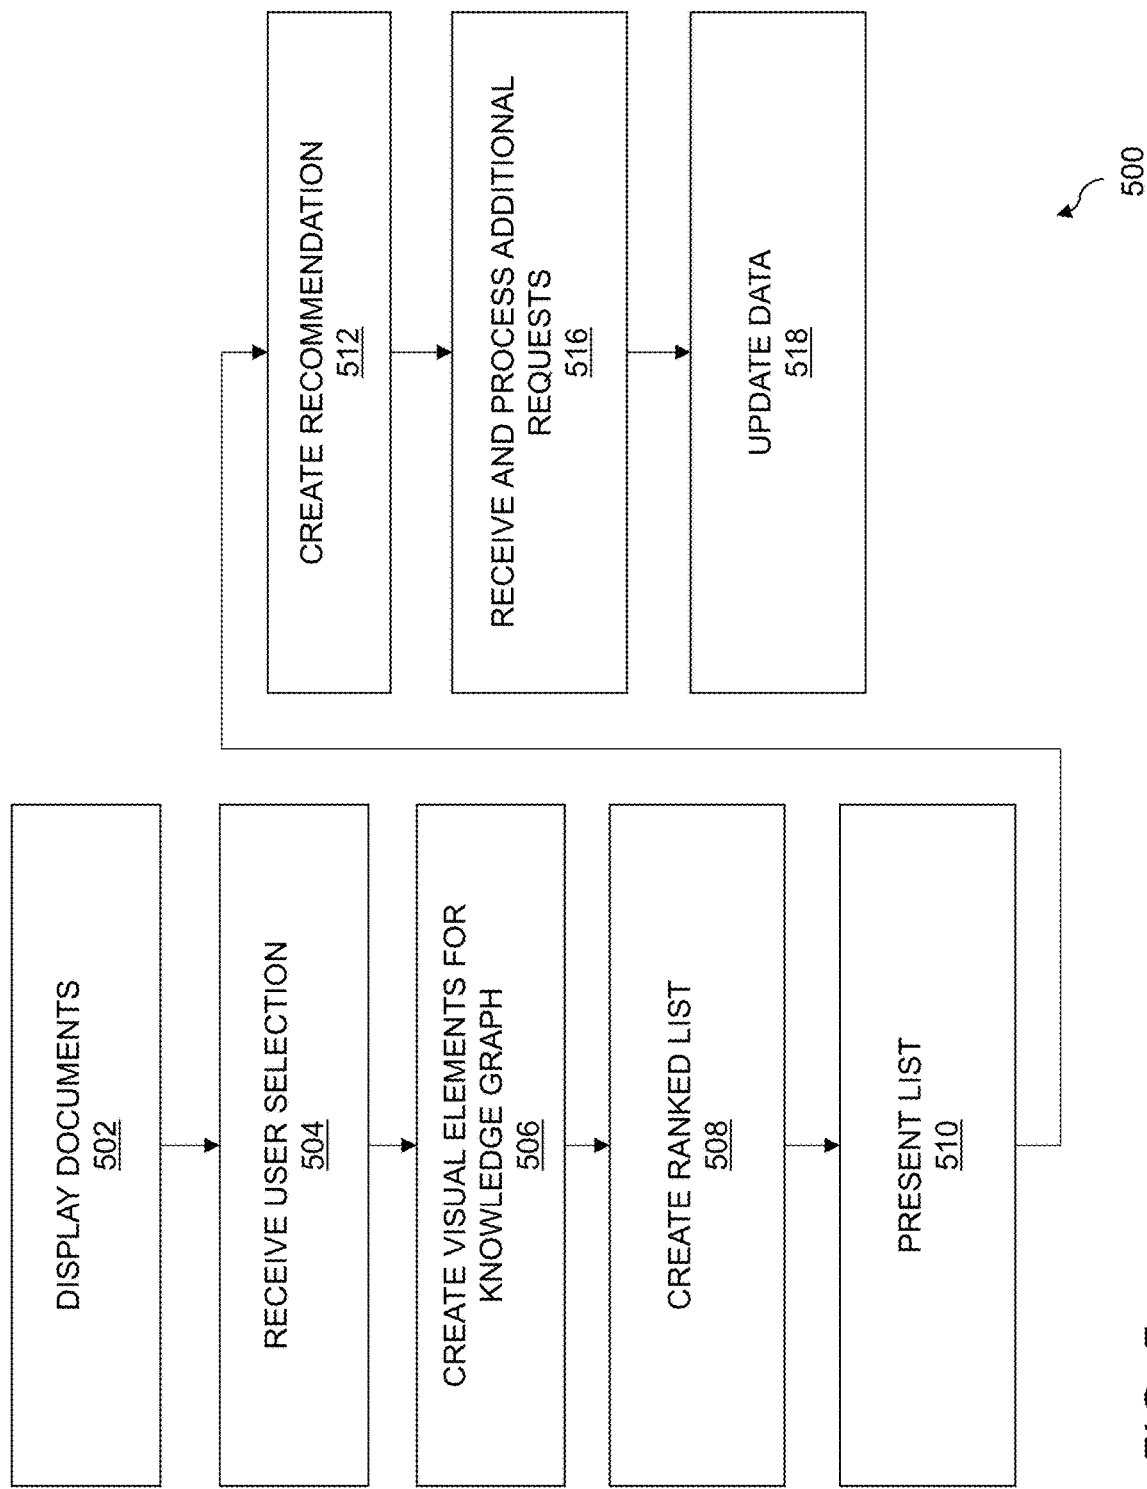 DISPLAY DOCUMENTS
502
RECEIVE USER SELECTION
504
CREATE VISUAL ELEMENTS FOR
KNOWLEDGE GRAPH
506
CREATE RANKED LIST
508
PRESENT LIST
510
CREATE RECOMMENDATION
512
RECEIVE AND PROCESS ADDITIONAL
REQUESTS
516
UPDATE DATA
518
500